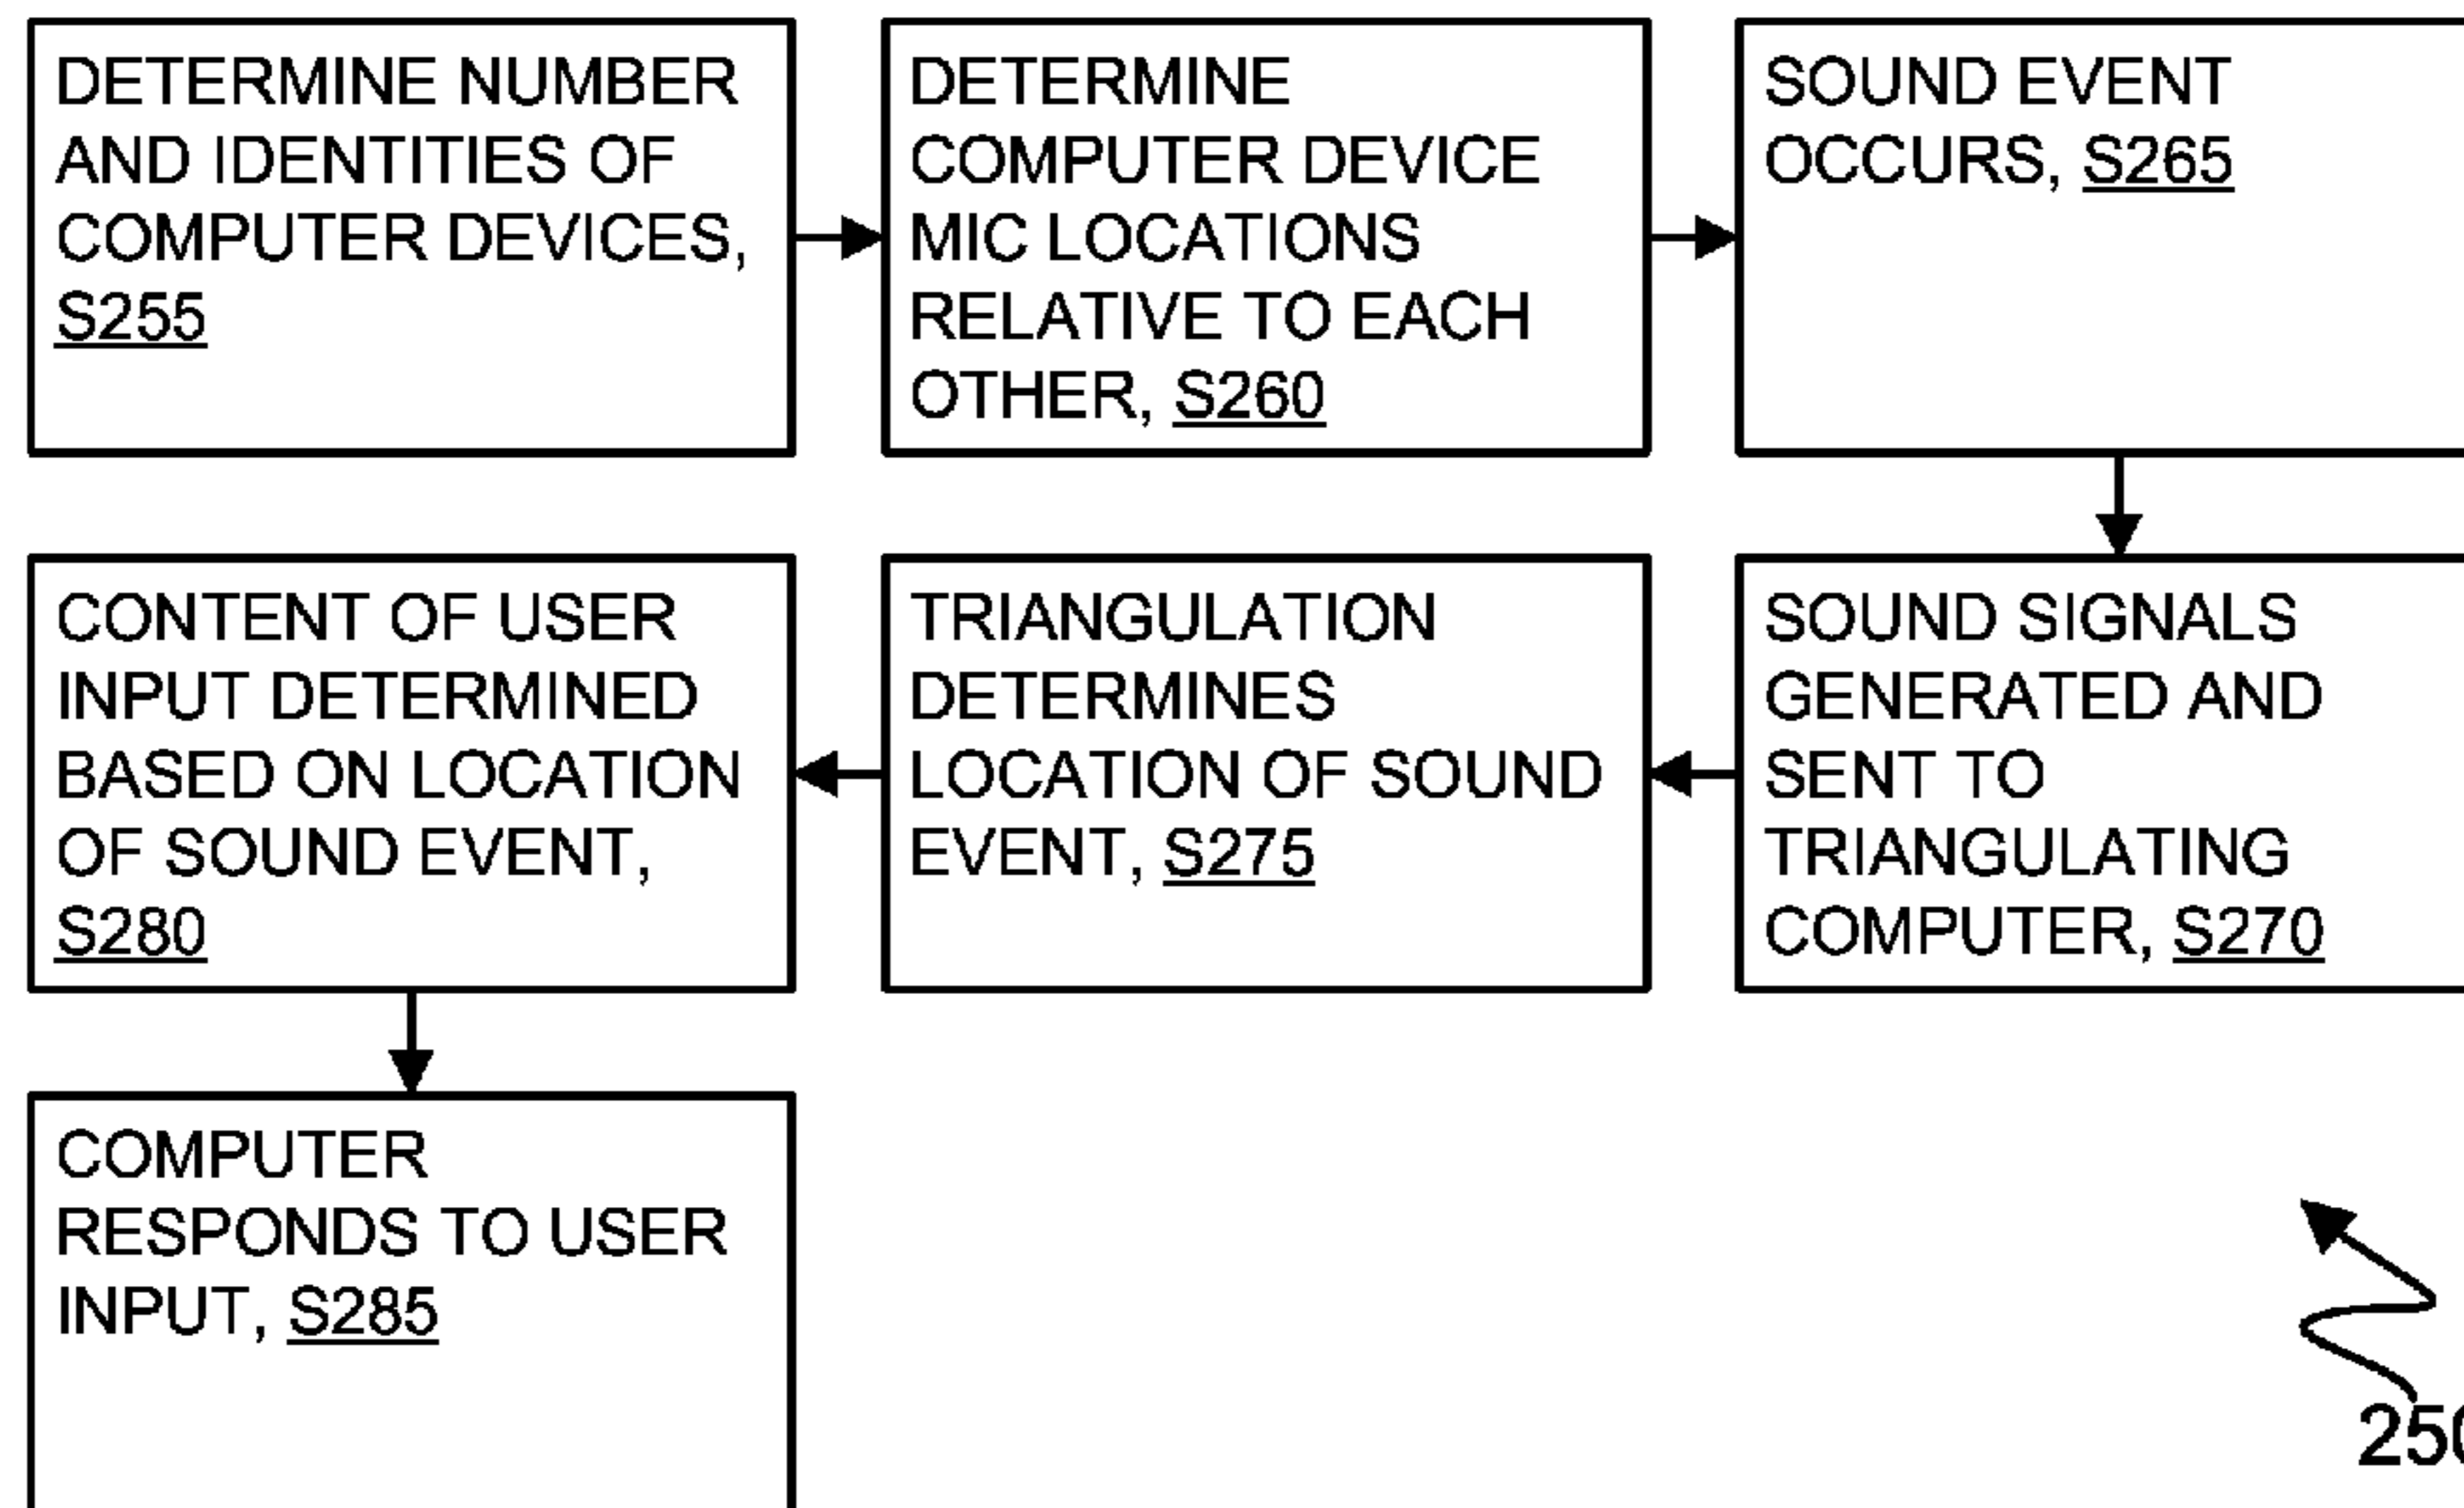 DETERMINE NUMBER
AND IDENTITIES OF
COMPUTER DEVICES,
S255
DETERMINE
COMPUTER DEVICE
MIC LOCATIONS
RELATIVE TO EACH
OTHER, S260
SOUND EVENT
OCCURS, S265
SOUND SIGNALS
GENERATED AND
SENT TO
TRIANGULATING
COMPUTER, S270
TRIANGULATION
DETERMINES
LOCATION OF SOUND
EVENT, S275
CONTENT OF USER
INPUT DETERMINED
BASED ON LOCATION
OF SOUND EVENT,
S280
COMPUTER
RESPONDS TO USER
INPUT, S285